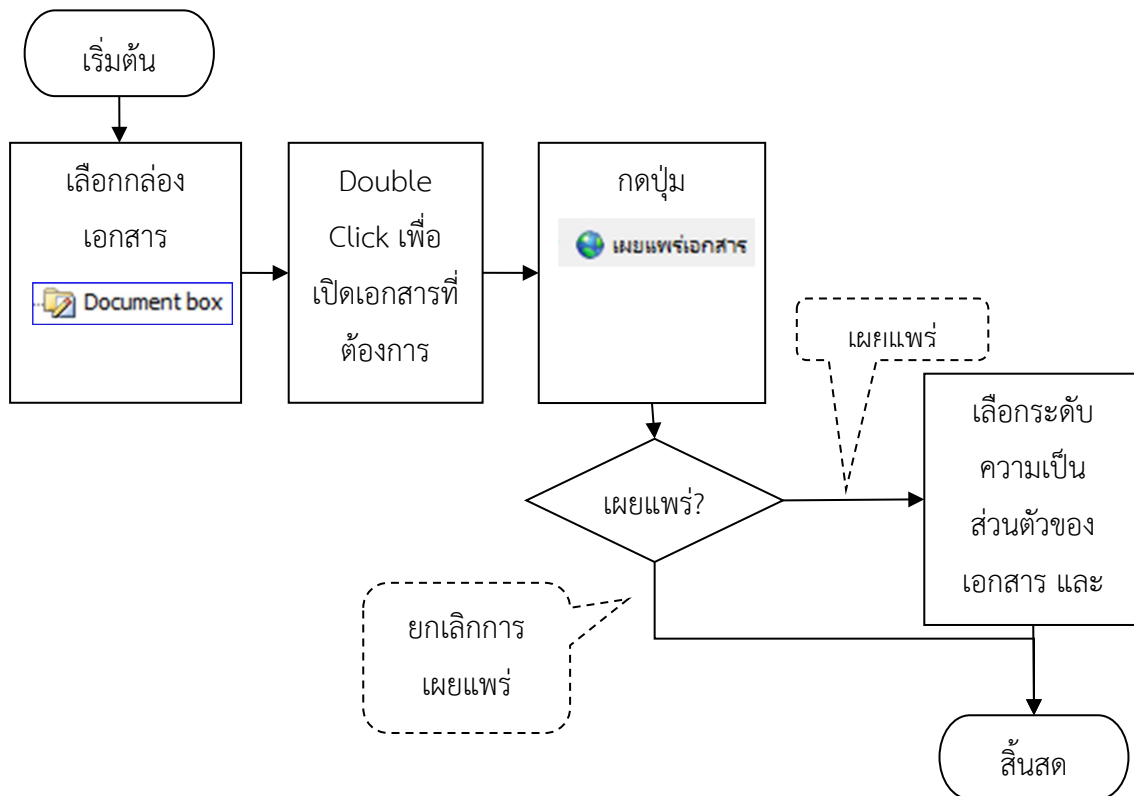 เริ่มต้น
เลือกกล่อง
เอกสาร
Document box
Double
Click เพื่อ
เปิดเอกสารที่
ต้องการ
กดปุ่ม
เผยแพร่เอกสาร
เผยแพร่
เผยแพร่?
เลือกระดับ
ความเป็น
ส่วนตัวของ
เอกสาร และ
ยกเลิกการ
เผยแพร่
สิ้นสด